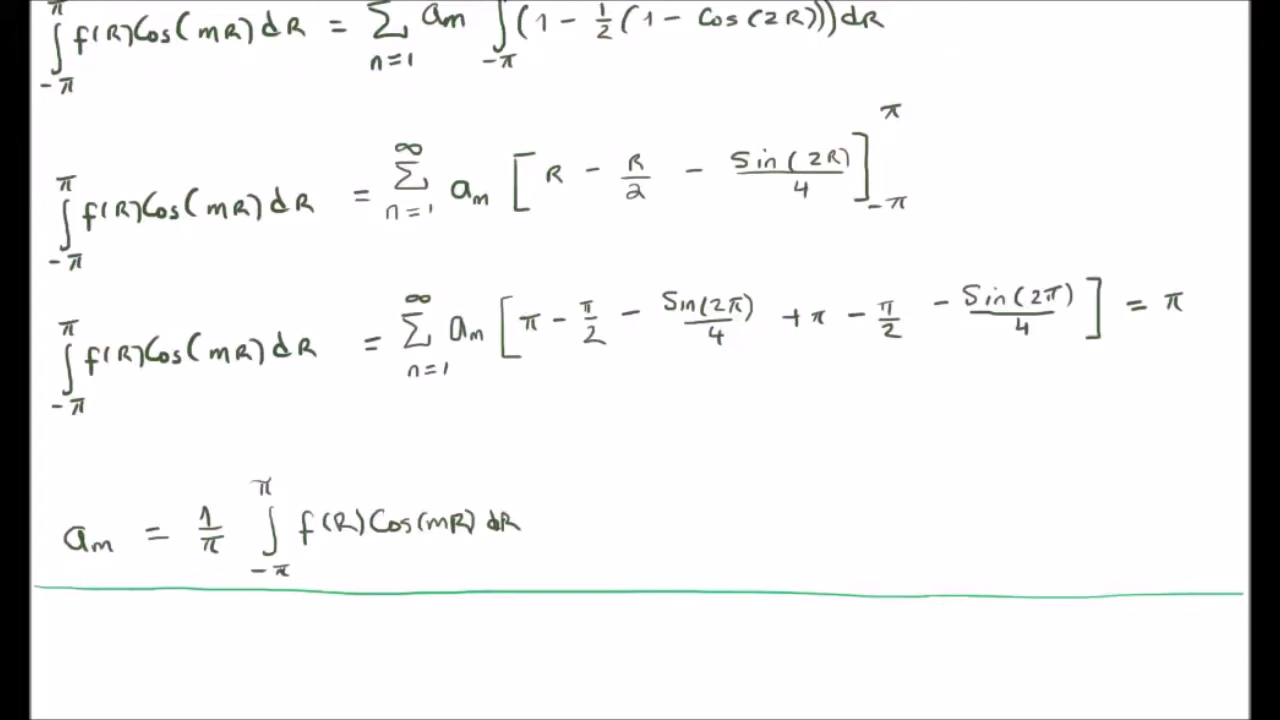 ∫_{-π}^{π} f(R)Cos(mR)dR = Σ_{n=1} a_m ∫_{-π} (1 - 1/2 (1 - Cos(2R)))dR
∫_{-π}^{π} f(R)Cos(mR)dR = Σ_{n=1}^{∞} a_m [R - R/2 - Sin(2R)/4]_{-π}^{π}
∫_{-π}^{π} f(R)Cos(mR)dR = Σ_{n=1}^{∞} a_m [π - π/2 - Sin(2π)/4 + π - π/2 - Sin(2π)/4] = π
a_m = 1/π ∫_{-π}^{π} f(R)Cos(mR)dR